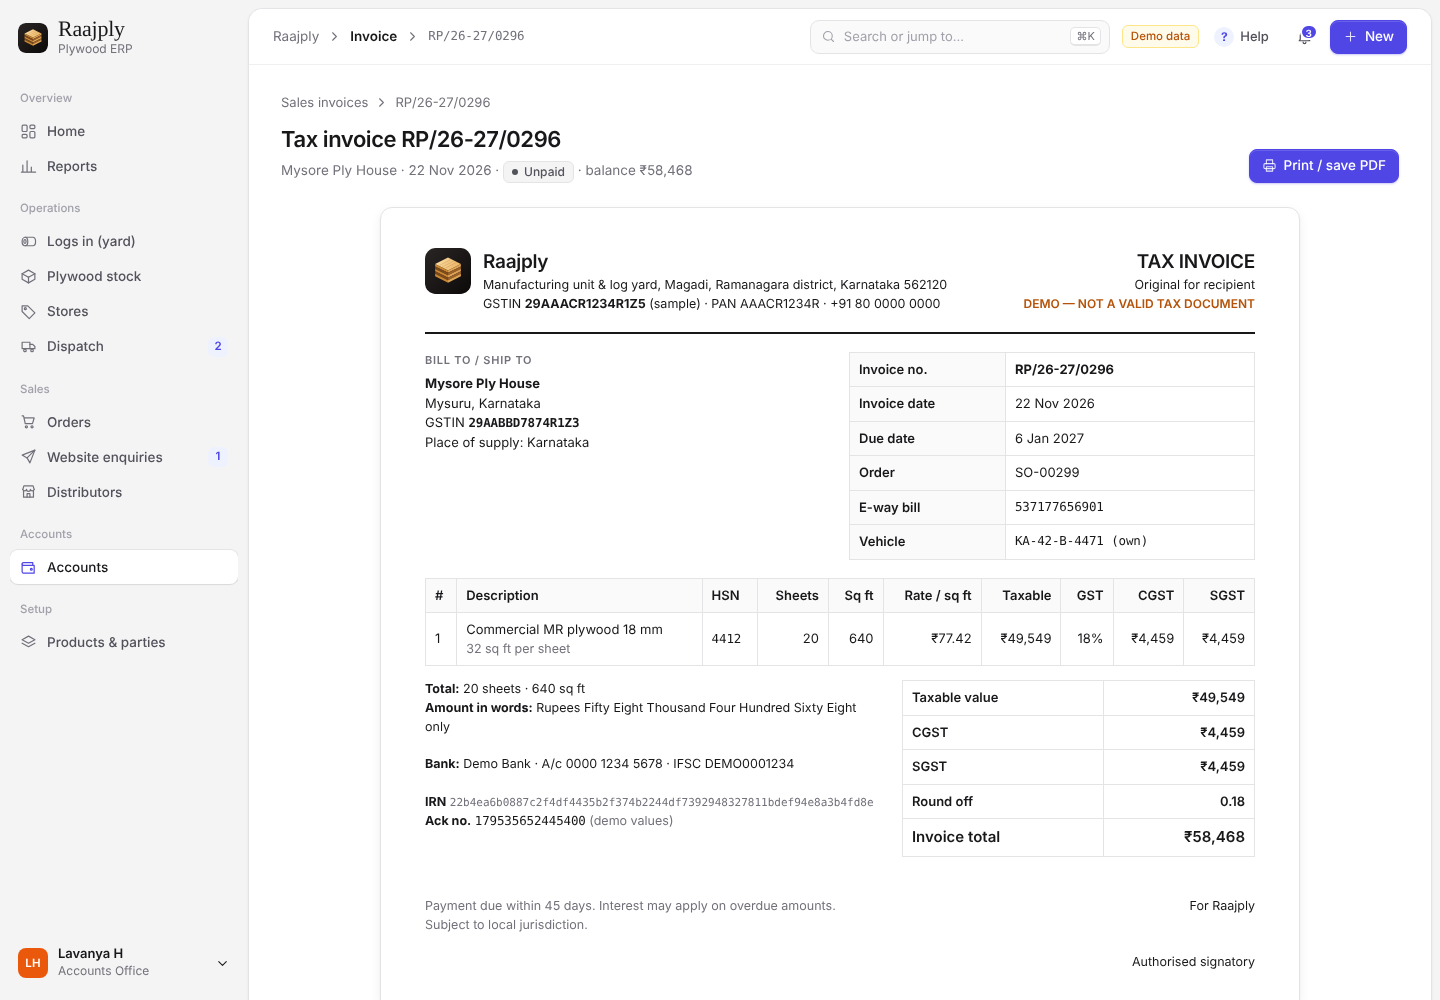 Raajply
Plywood ERP
Overview
Home
Reports
Operations
Logs in (yard)
Plywood stock
Stores
Dispatch 2
Sales
Orders
Website enquiries 1
Distributors
Accounts
Accounts
Setup
Products & parties
LH
Lavanya H
Accounts Office
Raajply > Invoice > RP/26-27/0296
Search or jump to... ⌘K
Demo data
? Help
3
+ New
Sales invoices > RP/26-27/0296
Tax invoice RP/26-27/0296
Mysore Ply House · 22 Nov 2026 · Unpaid · balance ₹58,468
Print / save PDF
Raajply
Manufacturing unit & log yard, Magadi, Ramanagara district, Karnataka 562120
GSTIN 29AAACR1234R1Z5 (sample) · PAN AAACR1234R · +91 80 0000 0000
TAX INVOICE
Original for recipient
DEMO — NOT A VALID TAX DOCUMENT
BILL TO / SHIP TO
Mysore Ply House
Mysuru, Karnataka
GSTIN 29AABBD7874R1Z3
Place of supply: Karnataka
Invoice no. RP/26-27/0296
Invoice date 22 Nov 2026
Due date 6 Jan 2027
Order SO-00299
E-way bill 537177656901
Vehicle KA-42-B-4471 (own)
# Description HSN Sheets Sq ft Rate / sq ft Taxable GST CGST SGST
1 Commercial MR plywood 18 mm 4412 20 640 ₹77.42 ₹49,549 18% ₹4,459 ₹4,459
32 sq ft per sheet
Total: 20 sheets · 640 sq ft
Amount in words: Rupees Fifty Eight Thousand Four Hundred Sixty Eight
only
Bank: Demo Bank · A/c 0000 1234 5678 · IFSC DEMO0001234
IRN 22b4ea6b0887c2f4df4435b2f374b2244df7392948327811bdef94e8a3b4fd8e
Ack no. 179535652445400 (demo values)
Taxable value ₹49,549
CGST ₹4,459
SGST ₹4,459
Round off 0.18
Invoice total ₹58,468
Payment due within 45 days. Interest may apply on overdue amounts.
Subject to local jurisdiction.
For Raajply
Authorised signatory